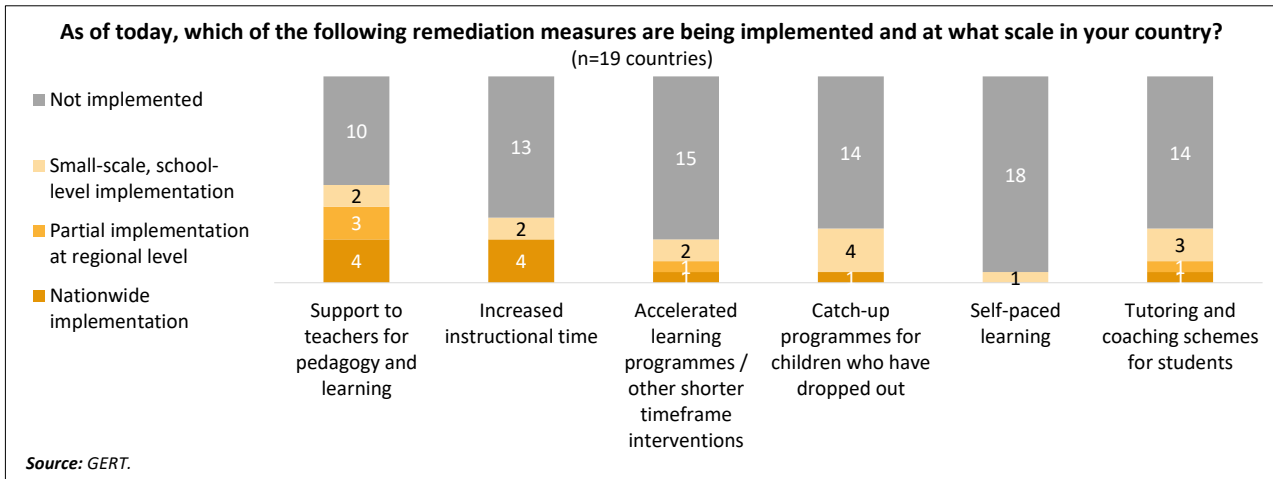 As of today, which of the following remediation measures are being implemented and at what scale in your country?
(n=19 countries)
Not implemented
Small-scale, school-
level implementation
Partial implementation
at regional level
Nationwide
implementation
10
2
3
4
13
2
4
15
2
1
1
14
4
1
18
1
14
3
1
1
Support to
teachers for
pedagogy and
learning
Increased
instructional time
Accelerated
learning
programmes /
other shorter
timeframe
interventions
Catch-up
programmes for
children who have
dropped out
Self-paced
learning
Tutoring and
coaching schemes
for students
Source: GERT.